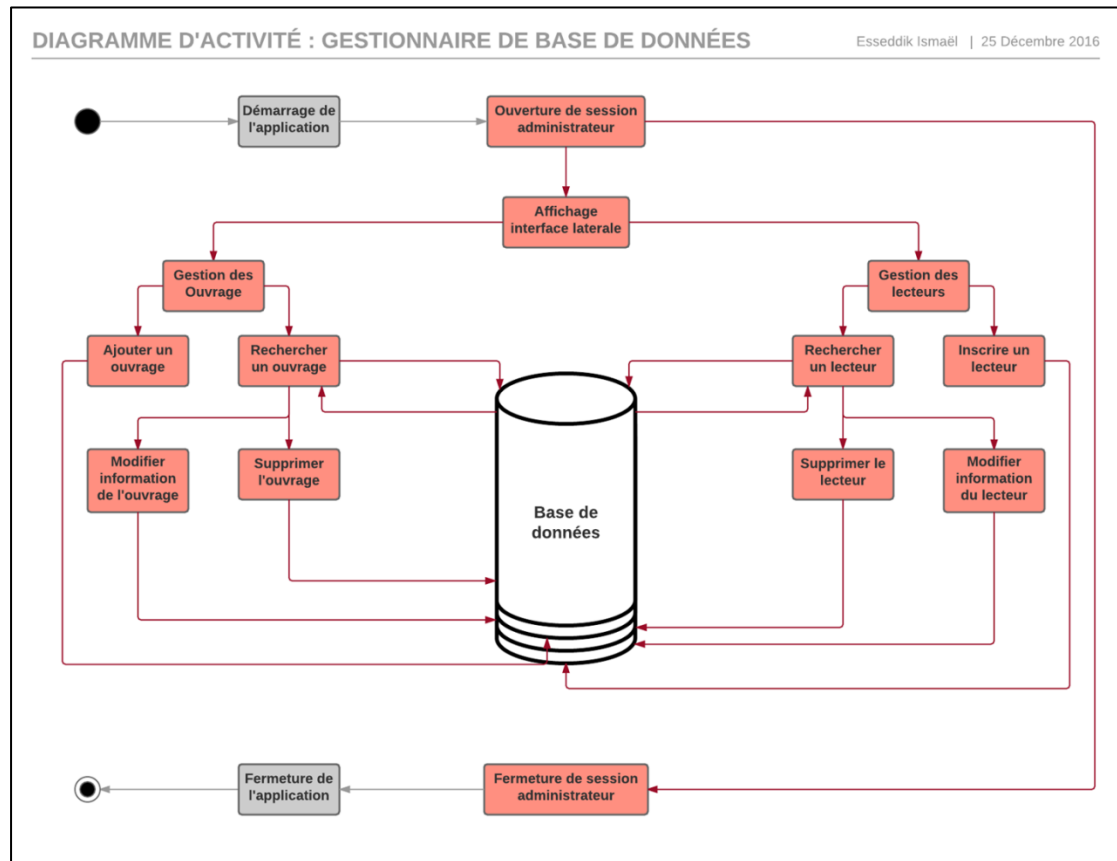 DIAGRAMME D'ACTIVITÉ : GESTIONNAIRE DE BASE DE DONNÉES
Esseddik Ismaël | 25 Décembre 2016
Démarrage de
l'application
Ouverture de session
administrateur
Affichage
interface laterale
Gestion des
Ouvrage
Gestion des
lecteurs
Ajouter un
ouvrage
Rechercher
un ouvrage
Rechercher
un lecteur
Inscrire un
lecteur
Modifier
information
de l'ouvrage
Supprimer
l'ouvrage
Supprimer le
lecteur
Modifier
information
du lecteur
Base de
données
Fermeture de
l'application
Fermeture de session
administrateur